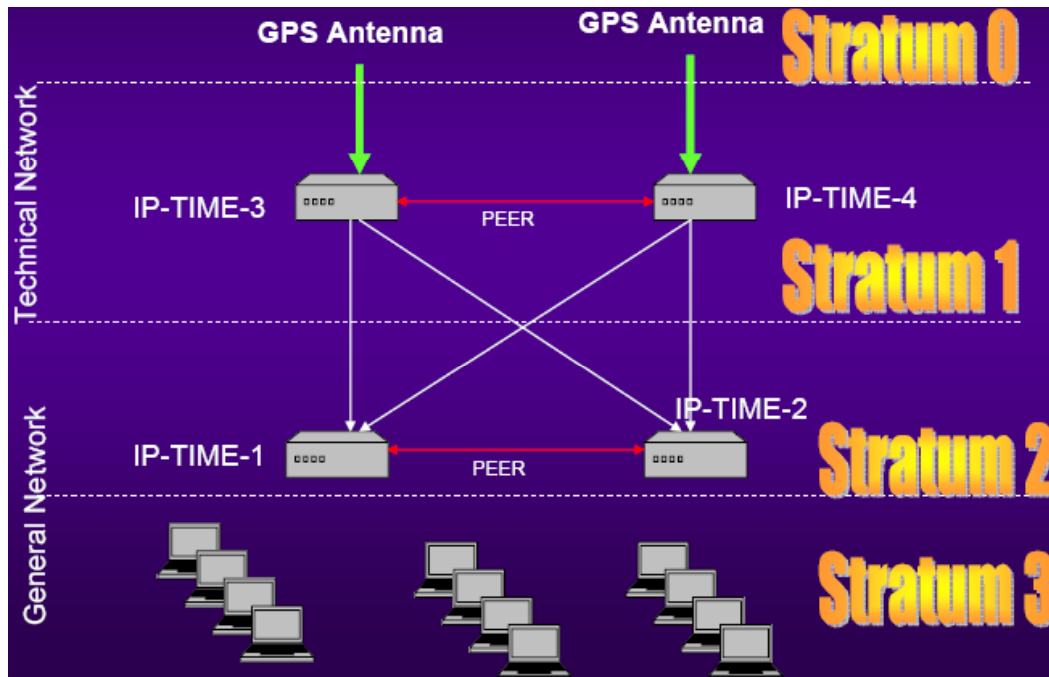 GPS Antenna
GPS Antenna
Stratum 0
Technical Network
IP-TIME-3
PEER
IP-TIME-4
Stratum 1
General Network
IP-TIME-1
PEER
IP-TIME-2
Stratum 2
Stratum 3